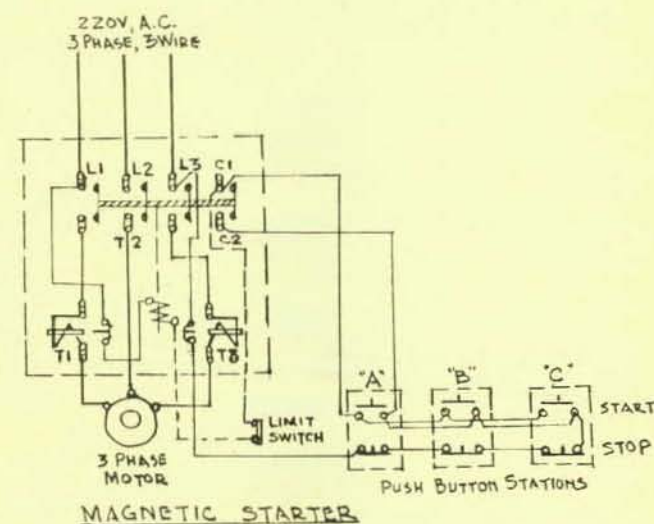 220V, A.C.
3 PHASE, 3 WIRE
L1 L2 L3 C1
T2 C2
T1 T3
"A" "B" "C"
START
LIMIT
SWITCH
STOP
3 PHASE
MOTOR
PUSH BUTTON STATIONS
MAGNETIC STARTER